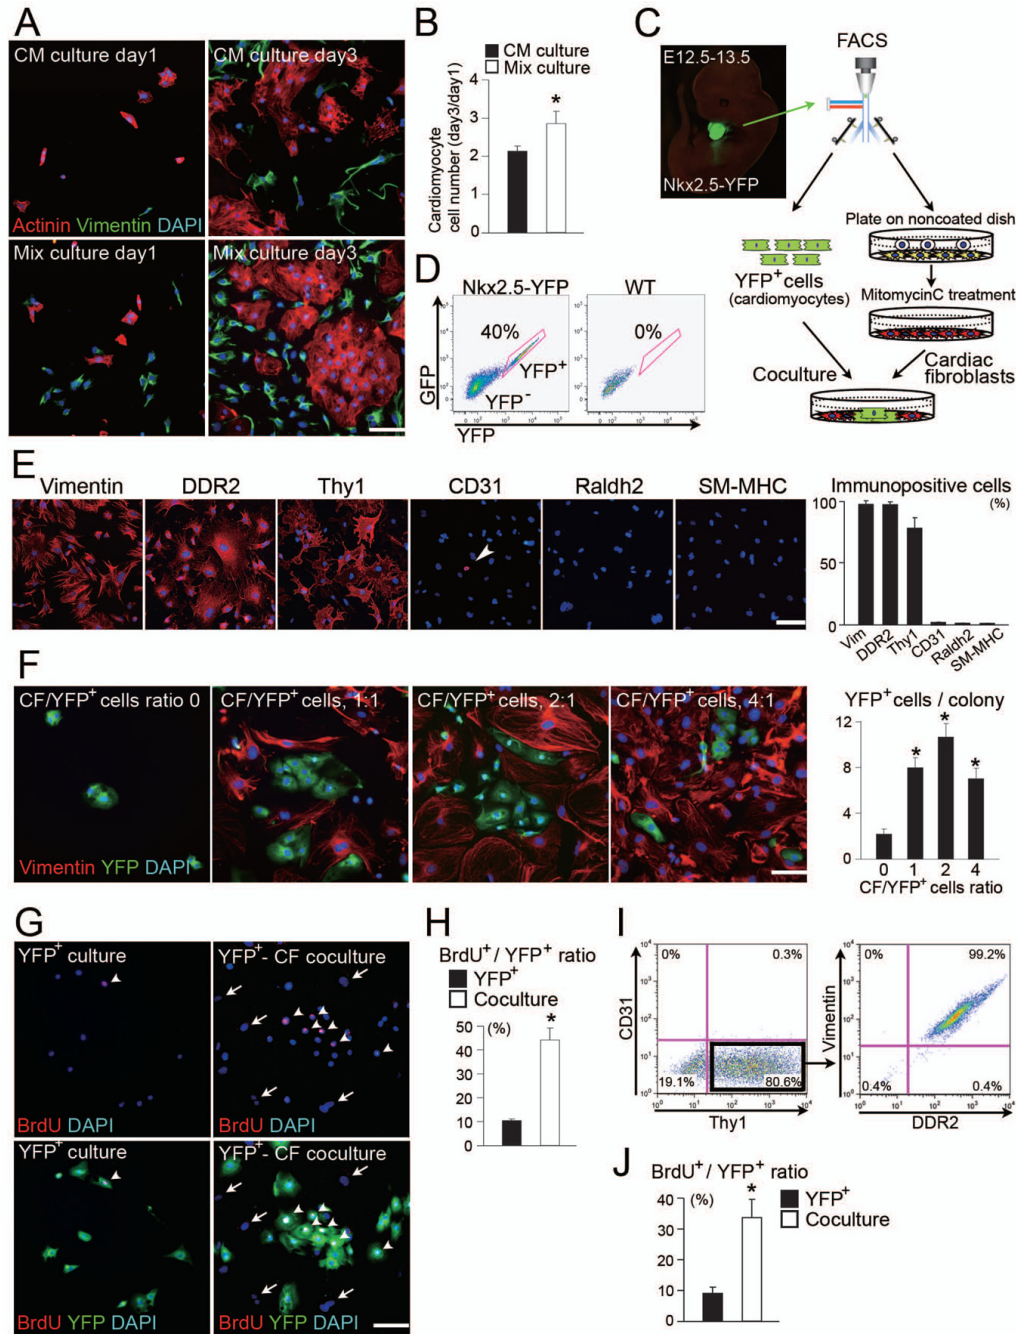 A
CM culture day1
CM culture day3
Actinin Vimentin DAPI
Mix culture day1
Mix culture day3
B
CM culture
Mix culture
Cardiomyocyte
cell number (day3/day1)
4
3
2
1
0
*
C
E12.5-13.5
Nkx2.5-YFP
FACS
Plate on noncoated dish
YFP+ cells
(cardiomyocytes)
MitomycinC treatment
Coculture
Cardiac
fibroblasts
D
Nkx2.5-YFP
WT
40%
0%
YFP+
YFP-
GFP
YFP
E
Vimentin
DDR2
Thy1
CD31
Raldh2
SM-MHC
Immunopositive cells
(%)
100
0
Vim
DDR2
Thy1
CD31
Raldh2
SM-MHC
F
CF/YFP+ cells ratio 0
CF/YFP+ cells, 1:1
CF/YFP+ cells, 2:1
CF/YFP+ cells, 4:1
Vimentin YFP DAPI
YFP+ cells / colony
12
8
4
0
*
*
*
0 1 2 4
CF/YFP+ cells ratio
G
YFP+ culture
YFP+- CF coculture
BrdU DAPI
BrdU DAPI
YFP+ culture
YFP+- CF coculture
BrdU YFP DAPI
BrdU YFP DAPI
H
BrdU+ / YFP+ ratio
YFP+
Coculture
(%)
50
40
30
20
10
0
*
I
0%
0.3%
19.1%
80.6%
CD31
Thy1
0%
99.2%
0.4%
0.4%
Vimentin
DDR2
J
BrdU+ / YFP+ ratio
(%)
YFP+
Coculture
40
30
20
10
0
*